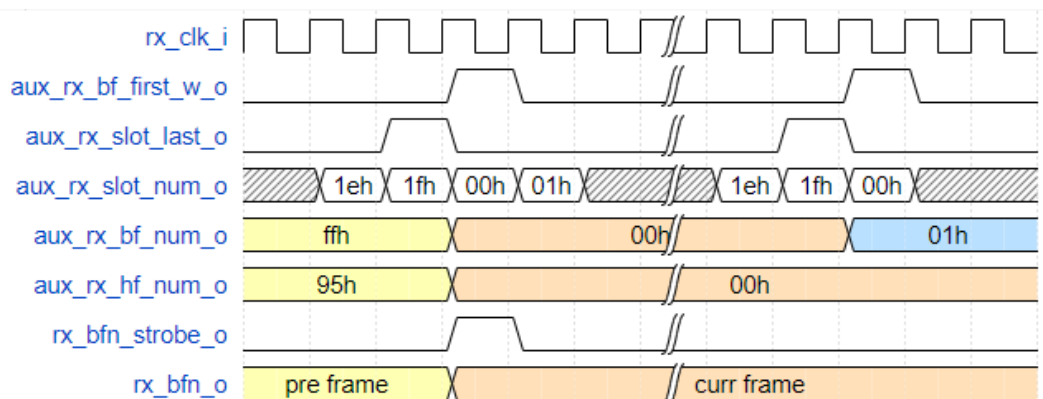 rx_clk_i
aux_rx_bf_first_w_o
aux_rx_slot_last_o
aux_rx_slot_num_o 1eh 1fh 00h 01h 1eh 1fh 00h
aux_rx_bf_num_o ffh 00h 01h
aux_rx_hf_num_o 95h 00h
rx_bfn_strobe_o
rx_bfn_o pre frame curr frame